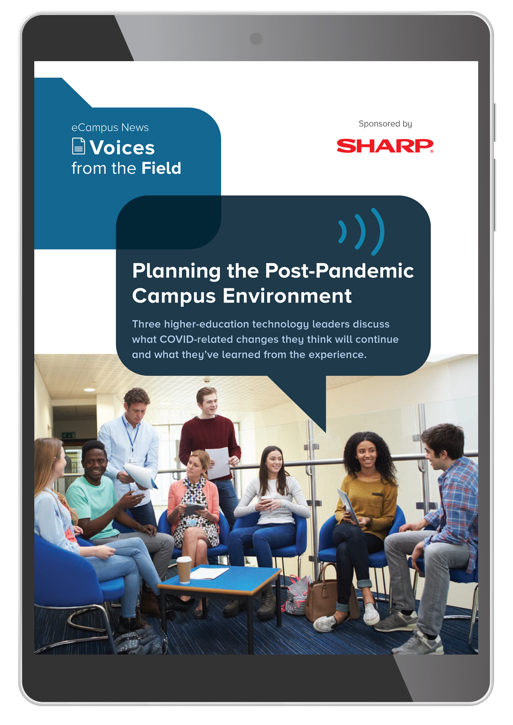 eCampus News
Voices
from the Field
Sponsored by
SHARP
Planning the Post-Pandemic
Campus Environment
Three higher-education technology leaders discuss
what COVID-related changes they think will continue
and what they've learned from the experience.